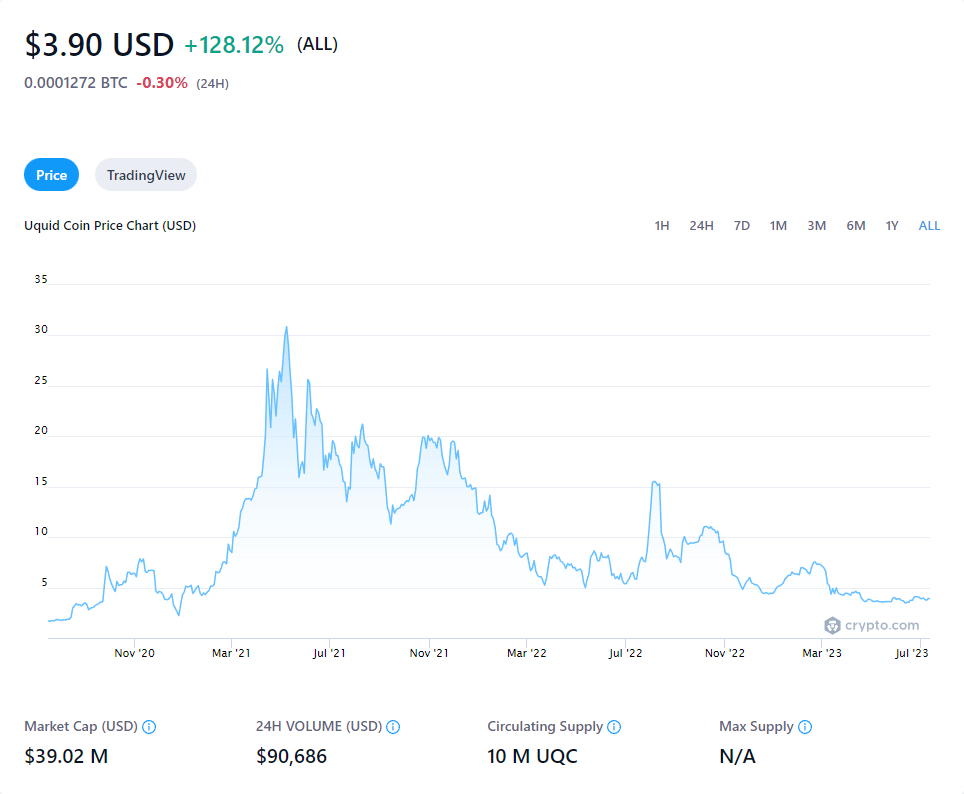 $3.90 USD +128.12% (ALL)
0.0001272 BTC -0.30% (24H)
Price TradingView
Uquid Coin Price Chart (USD) 1H 24H 7D 1M 3M 6M 1Y ALL
35
30
25
20
15
10
5
crypto.com
Nov '20 Mar '21 Jul '21 Nov '21 Mar '22 Jul '22 Nov '22 Mar '23 Jul '23
Market Cap (USD) 24H VOLUME (USD) Circulating Supply Max Supply
$39.02 M $90,686 10 M UQC N/A